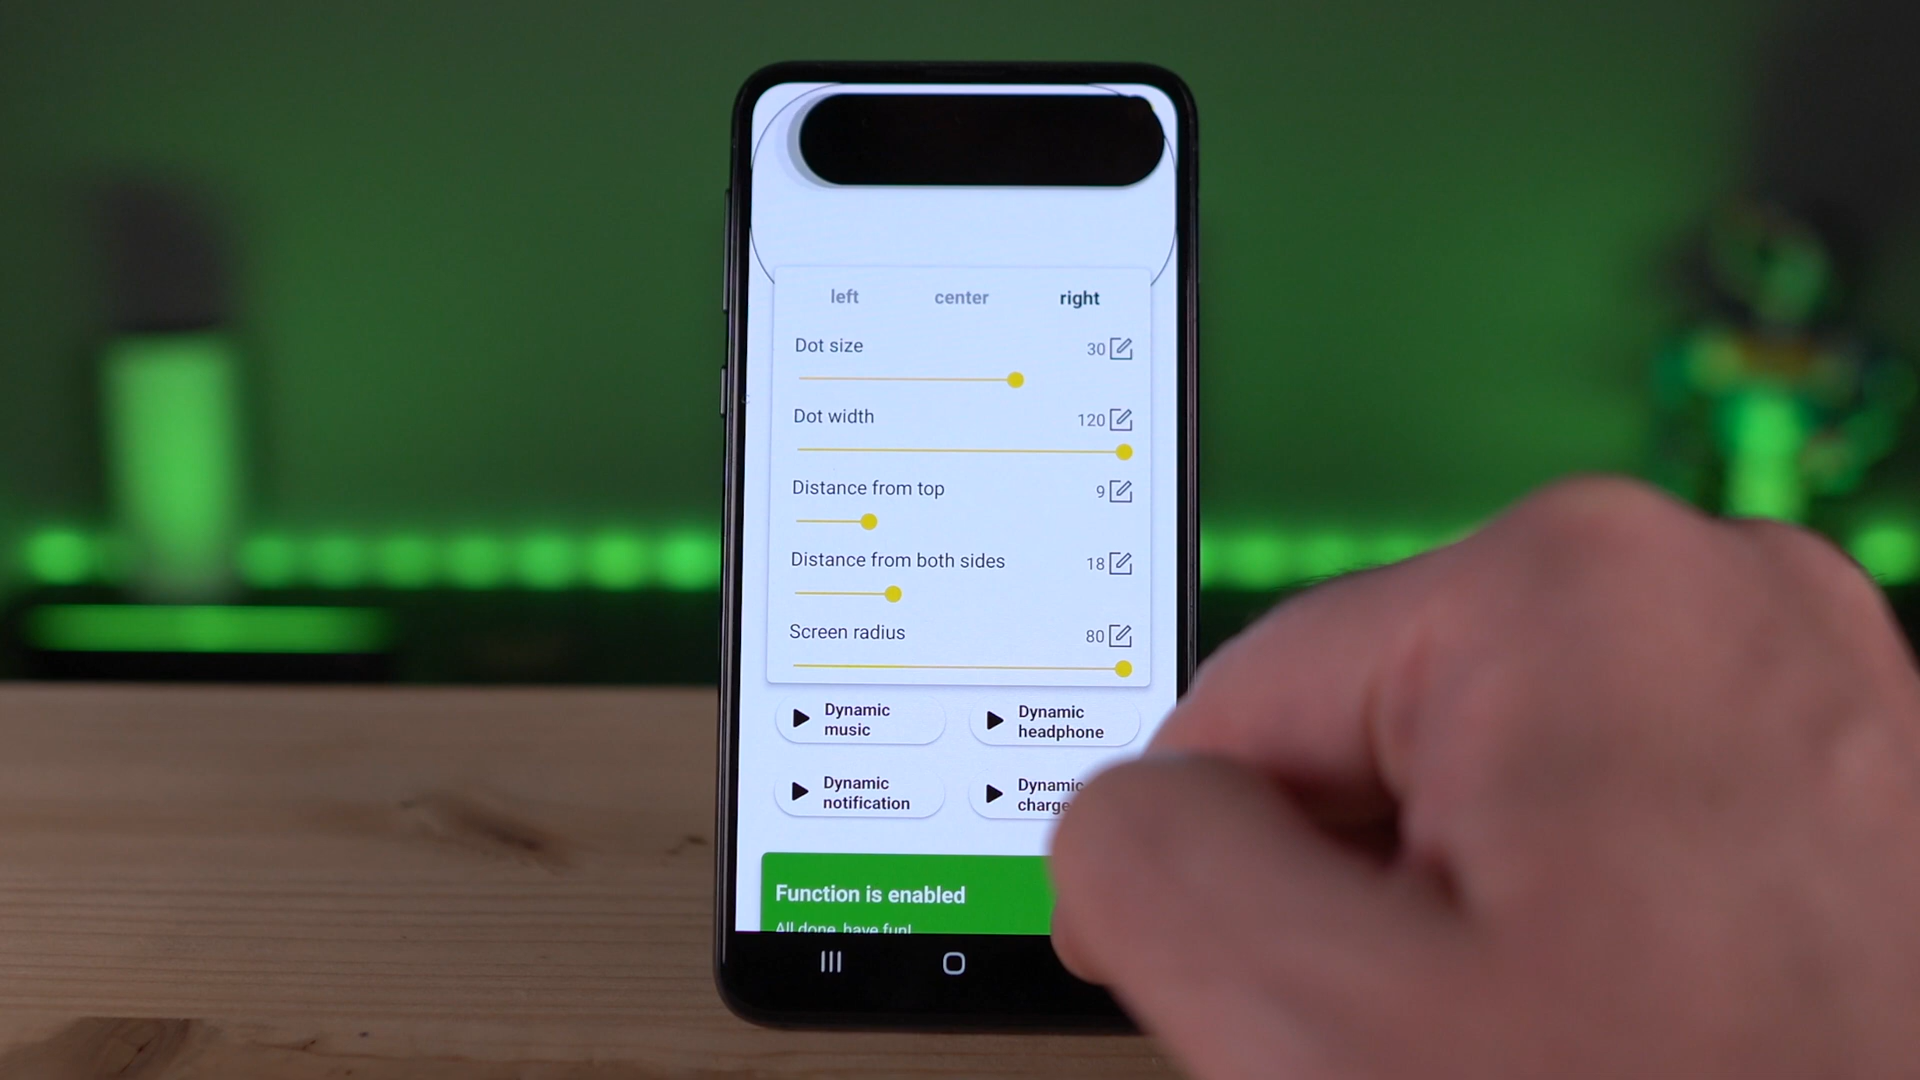 left center right
Dot size 30
Dot width 120
Distance from top 9
Distance from both sides 18
Screen radius 80
Dynamic music
Dynamic headphone
Dynamic notification
Dynamic charge
Function is enabled
All done, have fun!